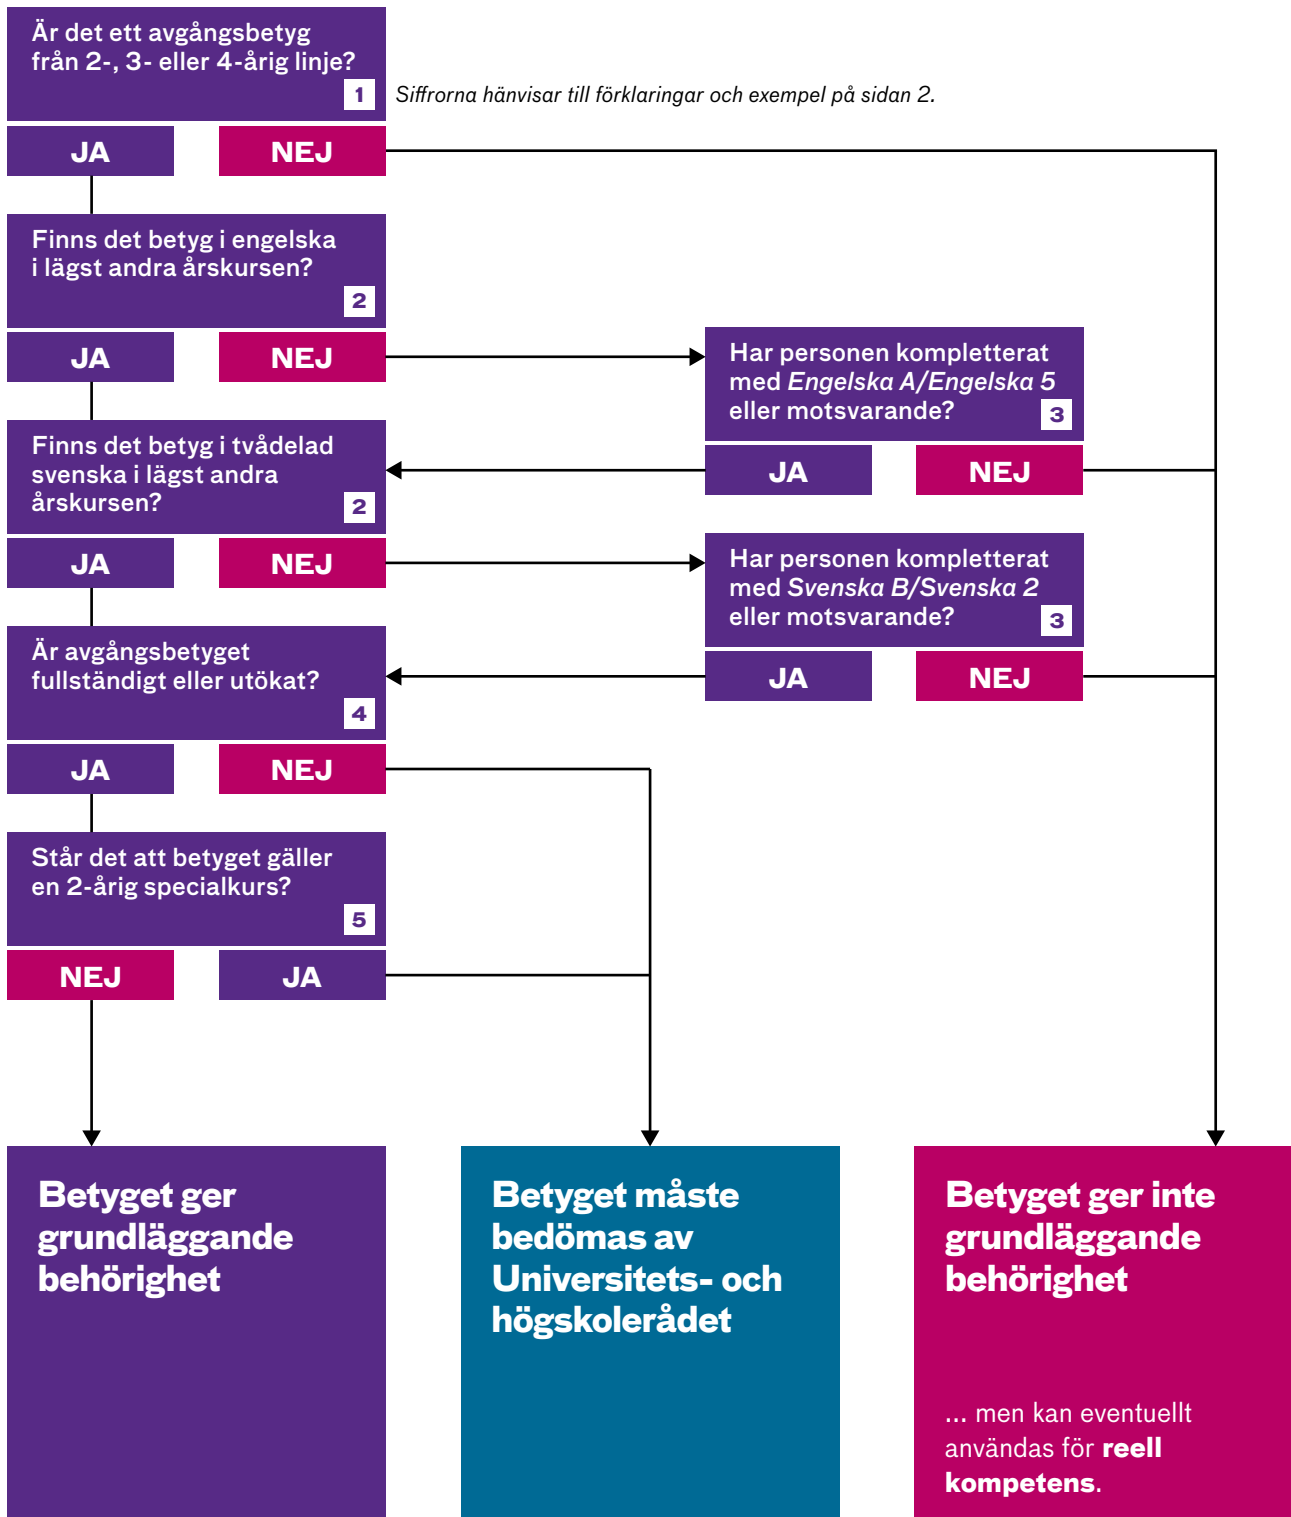 Är det ett avgångsbetyg
från 2-, 3- eller 4-årig linje?
1
Siffrorna hänvisar till förklaringar och exempel på sidan 2.
JA
NEJ
Finns det betyg i engelska
i lägst andra årskursen?
2
JA
NEJ
Har personen kompletterat
med Engelska A/Engelska 5
eller motsvarande?
3
JA
NEJ
Finns det betyg i tvådelad
svenska i lägst andra
årskursen?
2
JA
NEJ
Har personen kompletterat
med Svenska B/Svenska 2
eller motsvarande?
3
JA
NEJ
Är avgångsbetyget
fullständigt eller utökat?
4
JA
NEJ
Står det att betyget gäller
en 2-årig specialkurs?
5
NEJ
JA
Betyget ger
grundläggande
behörighet
Betyget måste
bedömas av
Universitets- och
högskolerådet
Betyget ger inte
grundläggande
behörighet
... men kan eventuellt
användas för reell
kompetens.